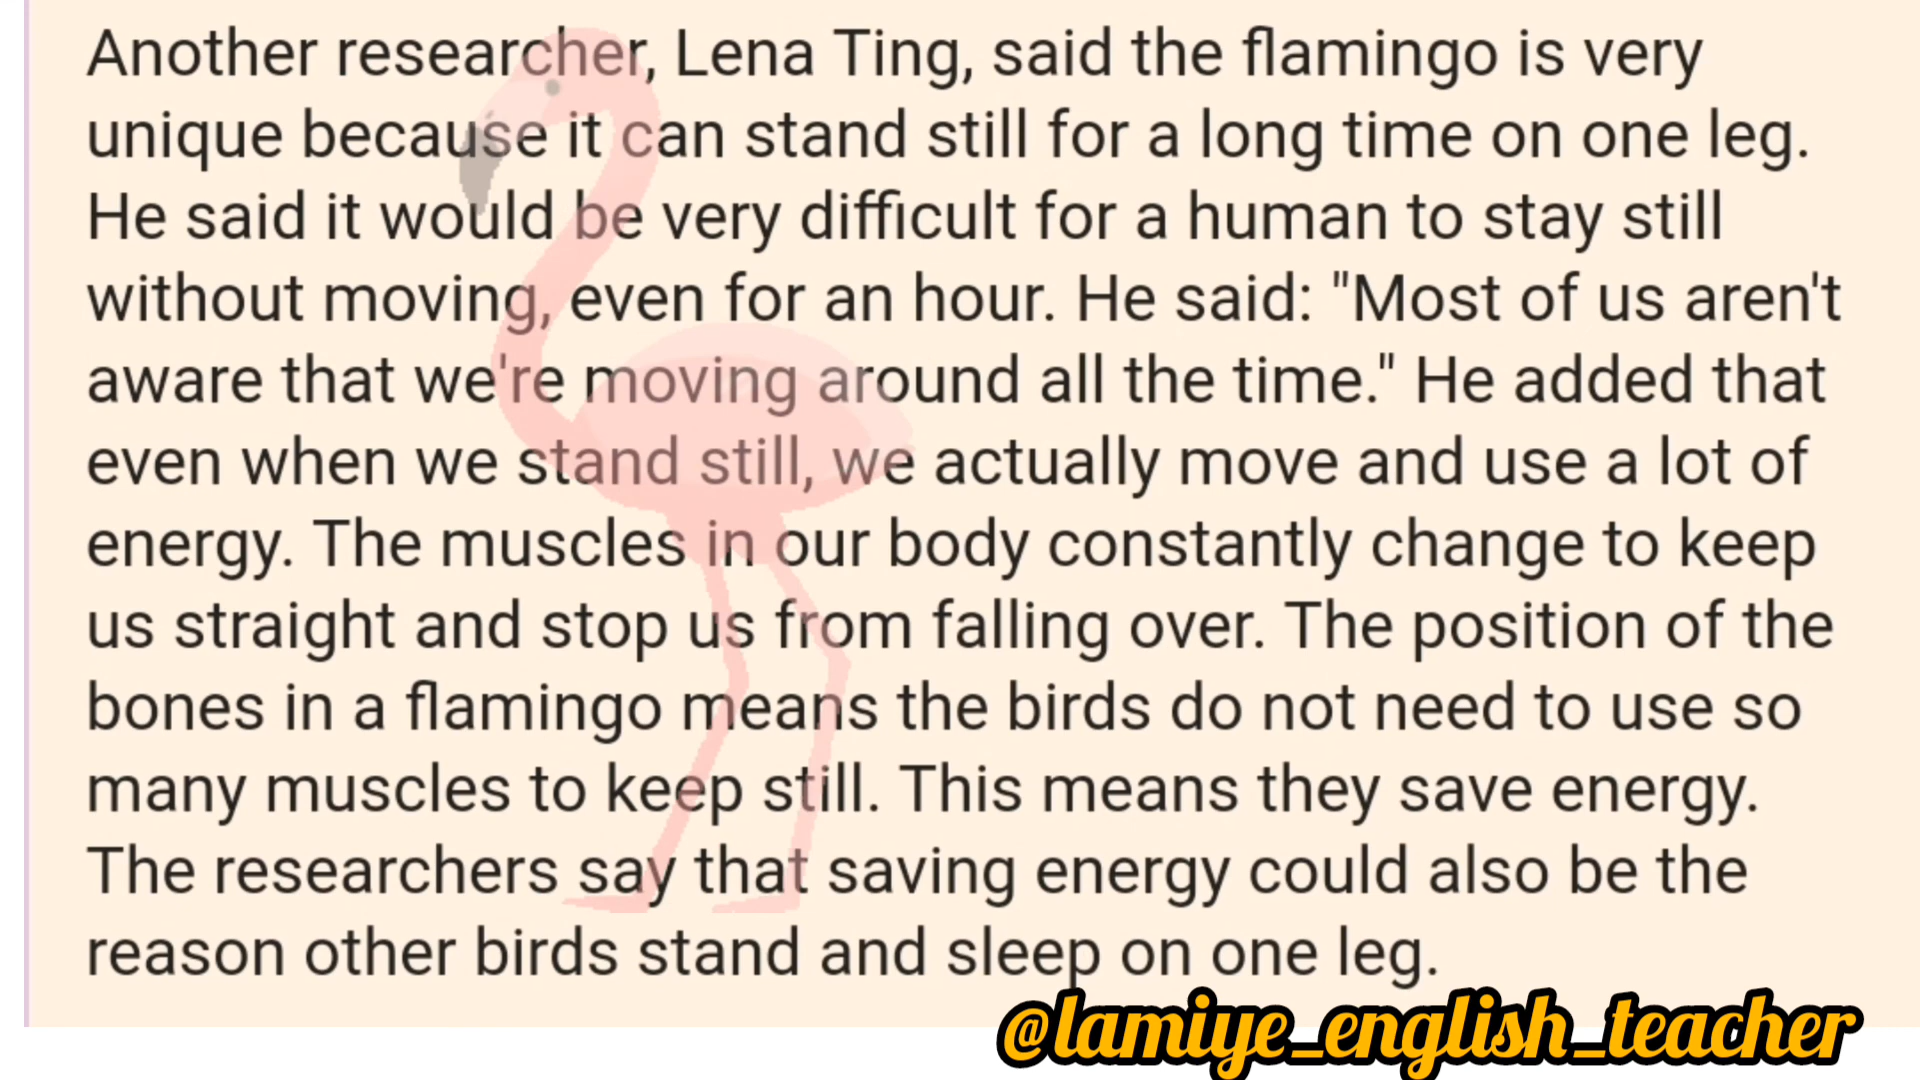 Another researcher, Lena Ting, said the flamingo is very
unique because it can stand still for a long time on one leg.
He said it would be very difficult for a human to stay still
without moving, even for an hour. He said: "Most of us aren't
aware that we're moving around all the time." He added that
even when we stand still, we actually move and use a lot of
energy. The muscles in our body constantly change to keep
us straight and stop us from falling over. The position of the
bones in a flamingo means the birds do not need to use so
many muscles to keep still. This means they save energy.
The researchers say that saving energy could also be the
reason other birds stand and sleep on one leg.
@lamiye_english_teacher